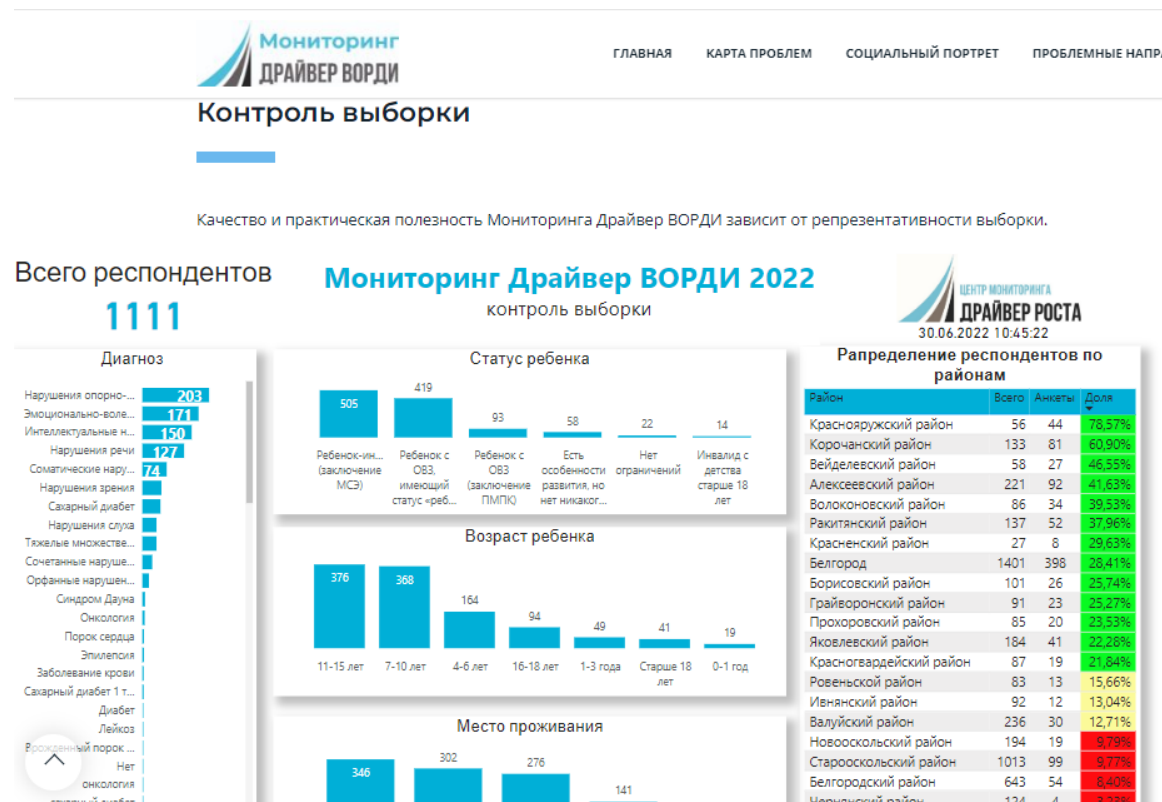 Мониторинг
ДРАЙВЕР ВОРДИ
ГЛАВНАЯ
КАРТА ПРОБЛЕМ
СОЦИАЛЬНЫЙ ПОРТРЕТ
ПРОБЛЕМНЫЕ НАПР
Контроль выборки
Качество и практическая полезность Мониторинга Драйвер ВОРДИ зависит от репрезентативности выборки.
Всего респондентов
1111
Мониторинг Драйвер ВОРДИ 2022
контроль выборки
ЦЕНТР МОНИТОРИНГА
ДРАЙВЕР РОСТА
30.06.2022 10:45:22
Диагноз
Нарушения опорно-... 203
Эмоционально-воле... 171
Интеллектуальные н... 150
Нарушения речи 127
Соматические нару... 74
Нарушения зрения
Сахарный диабет
Нарушения слуха
Тяжелые множестве...
Сочетанные наруше...
Орфанные нарушен...
Синдром Дауна
Онкология
Порок сердца
Эпилепсия
Заболевание крови
Сахарный диабет 1 т...
Диабет
Лейкоз
Врожденный порок ...
Нет
онкология
сахарный диабет
Статус ребенка
505
419
93
58
22
14
Ребенок-ин... (заключение МСЭ)
Ребенок с ОВЗ, имеющий статус «реб...
Ребенок с ОВЗ (заключение ПМПК)
Есть особенности развития, но нет никаког...
Нет ограничений
Инвалид с детства старше 18 лет
Возраст ребенка
376
368
164
94
49
41
19
11-15 лет
7-10 лет
4-6 лет
16-18 лет
1-3 года
Старше 18 лет
0-1 год
Место проживания
346
302
276
141
Рапределение респондентов по
районам
Район Всего Анкеты Доля
Краснояружский район 56 44 78,57%
Корочанский район 133 81 60,90%
Вейделевский район 58 27 46,55%
Алексеевский район 221 92 41,63%
Волоконовский район 86 34 39,53%
Ракитянский район 137 52 37,96%
Красненский район 27 8 29,63%
Белгород 1401 398 28,41%
Борисовский район 101 26 25,74%
Грайворонский район 91 23 25,27%
Прохоровский район 85 20 23,53%
Яковлевский район 184 41 22,28%
Красногвардейский район 87 19 21,84%
Ровеньской район 83 13 15,66%
Ивнянский район 92 12 13,04%
Валуйский район 236 30 12,71%
Новооскольский район 194 19 9,79%
Старооскольский район 1013 99 9,77%
Белгородский район 643 54 8,40%
Чернянский район 124 4 3,23%